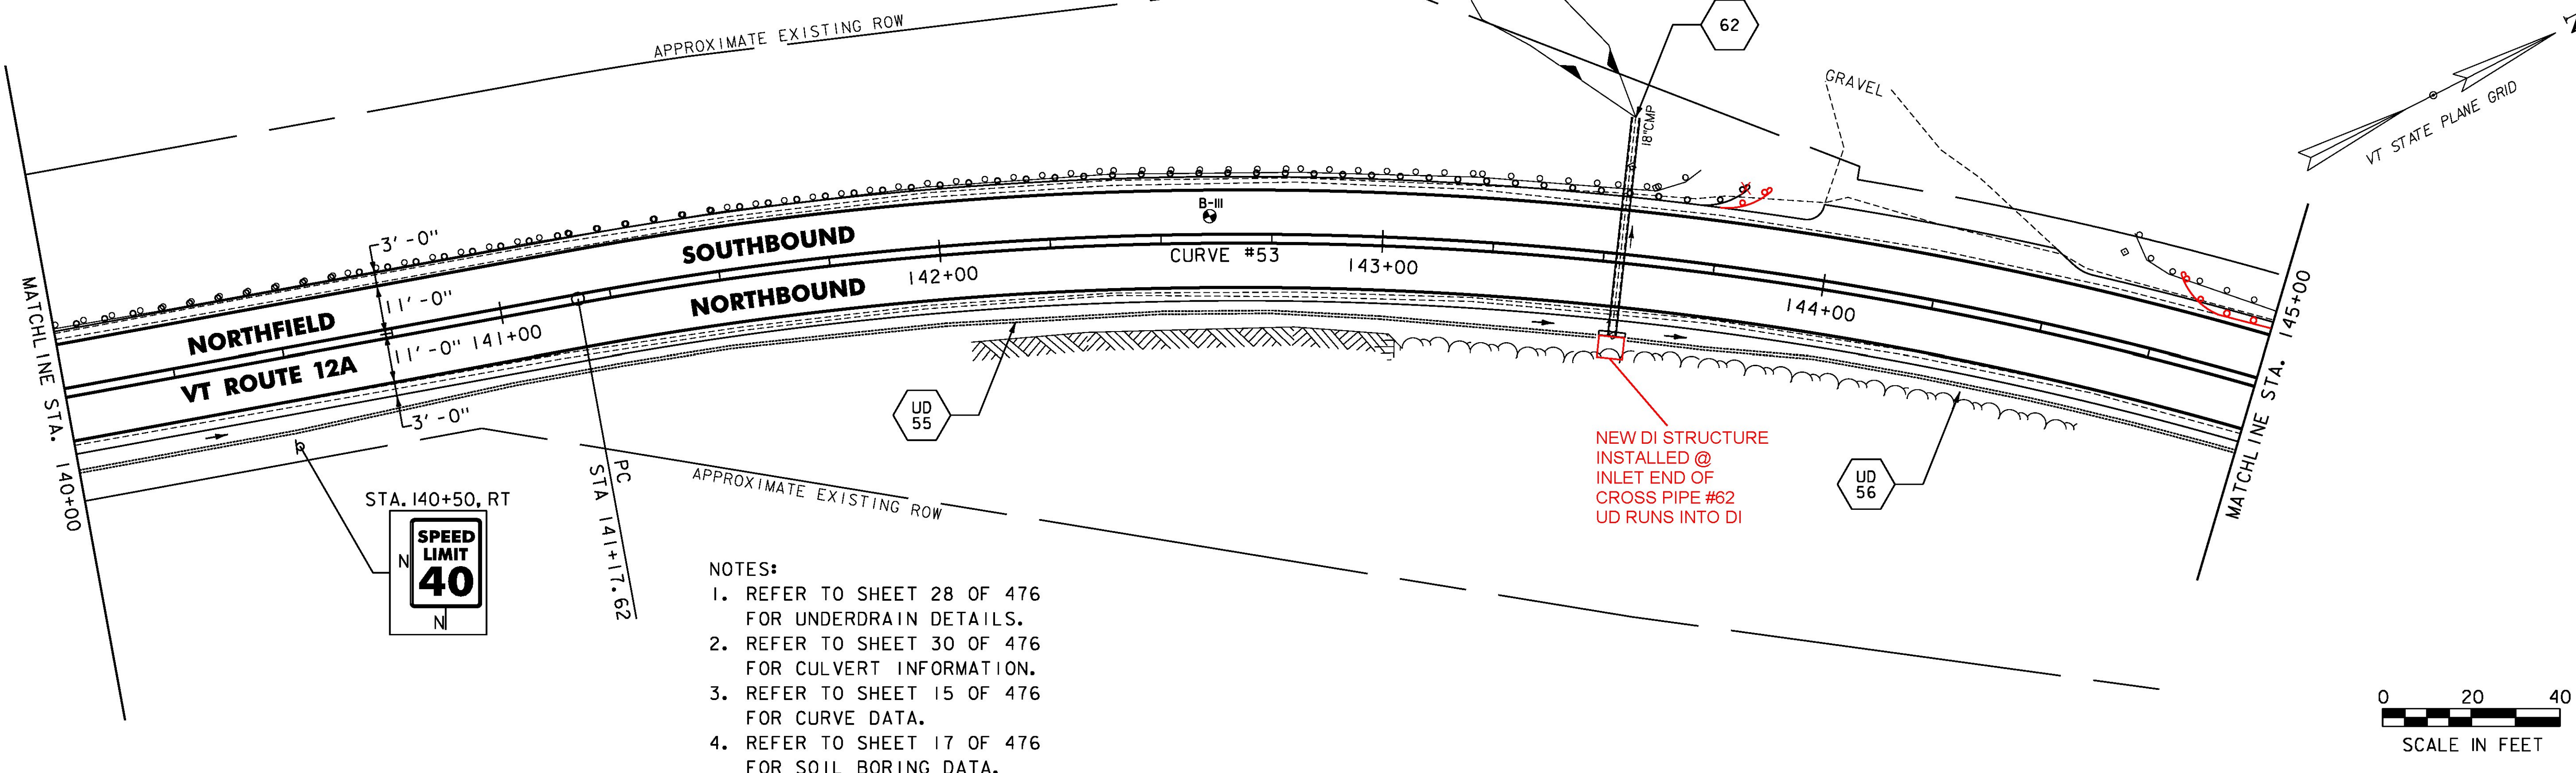 APPROXIMATE EXISTING ROW
62
18"CMP
GRAVEL
VT STATE PLANE GRID
MATCHLINE STA. 140+00
3'-0"
11'-0"
11'-0"
3'-0"
NORTHFIELD
VT ROUTE 12A
SOUTHBOUND
NORTHBOUND
141+00
142+00
B-111
CURVE #53
143+00
144+00
MATCHLINE STA. 145+00
UD
55
UD
56
NEW DI STRUCTURE
INSTALLED @
INLET END OF
CROSS PIPE #62
UD RUNS INTO DI
PC
STA 141+17.62
APPROXIMATE EXISTING ROW
STA. 140+50, RT
SPEED
LIMIT
40
N
N
NOTES:
1. REFER TO SHEET 28 OF 476
FOR UNDERDRAIN DETAILS.
2. REFER TO SHEET 30 OF 476
FOR CULVERT INFORMATION.
3. REFER TO SHEET 15 OF 476
FOR CURVE DATA.
4. REFER TO SHEET 17 OF 476
FOR SOIL BORING DATA.
0 20 40
SCALE IN FEET